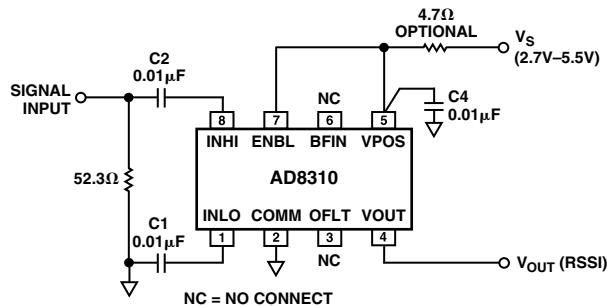 4.7Ω
OPTIONAL
VS
(2.7V–5.5V)
C2
0.01µF
SIGNAL
INPUT
NC
C4
0.01µF
8
7
6
5
INHI
ENBL
BFIN
VPOS
52.3Ω
AD8310
C1
0.01µF
INLO
COMM
OFLT
VOUT
1
2
3
4
NC
VOUT (RSSI)
NC = NO CONNECT